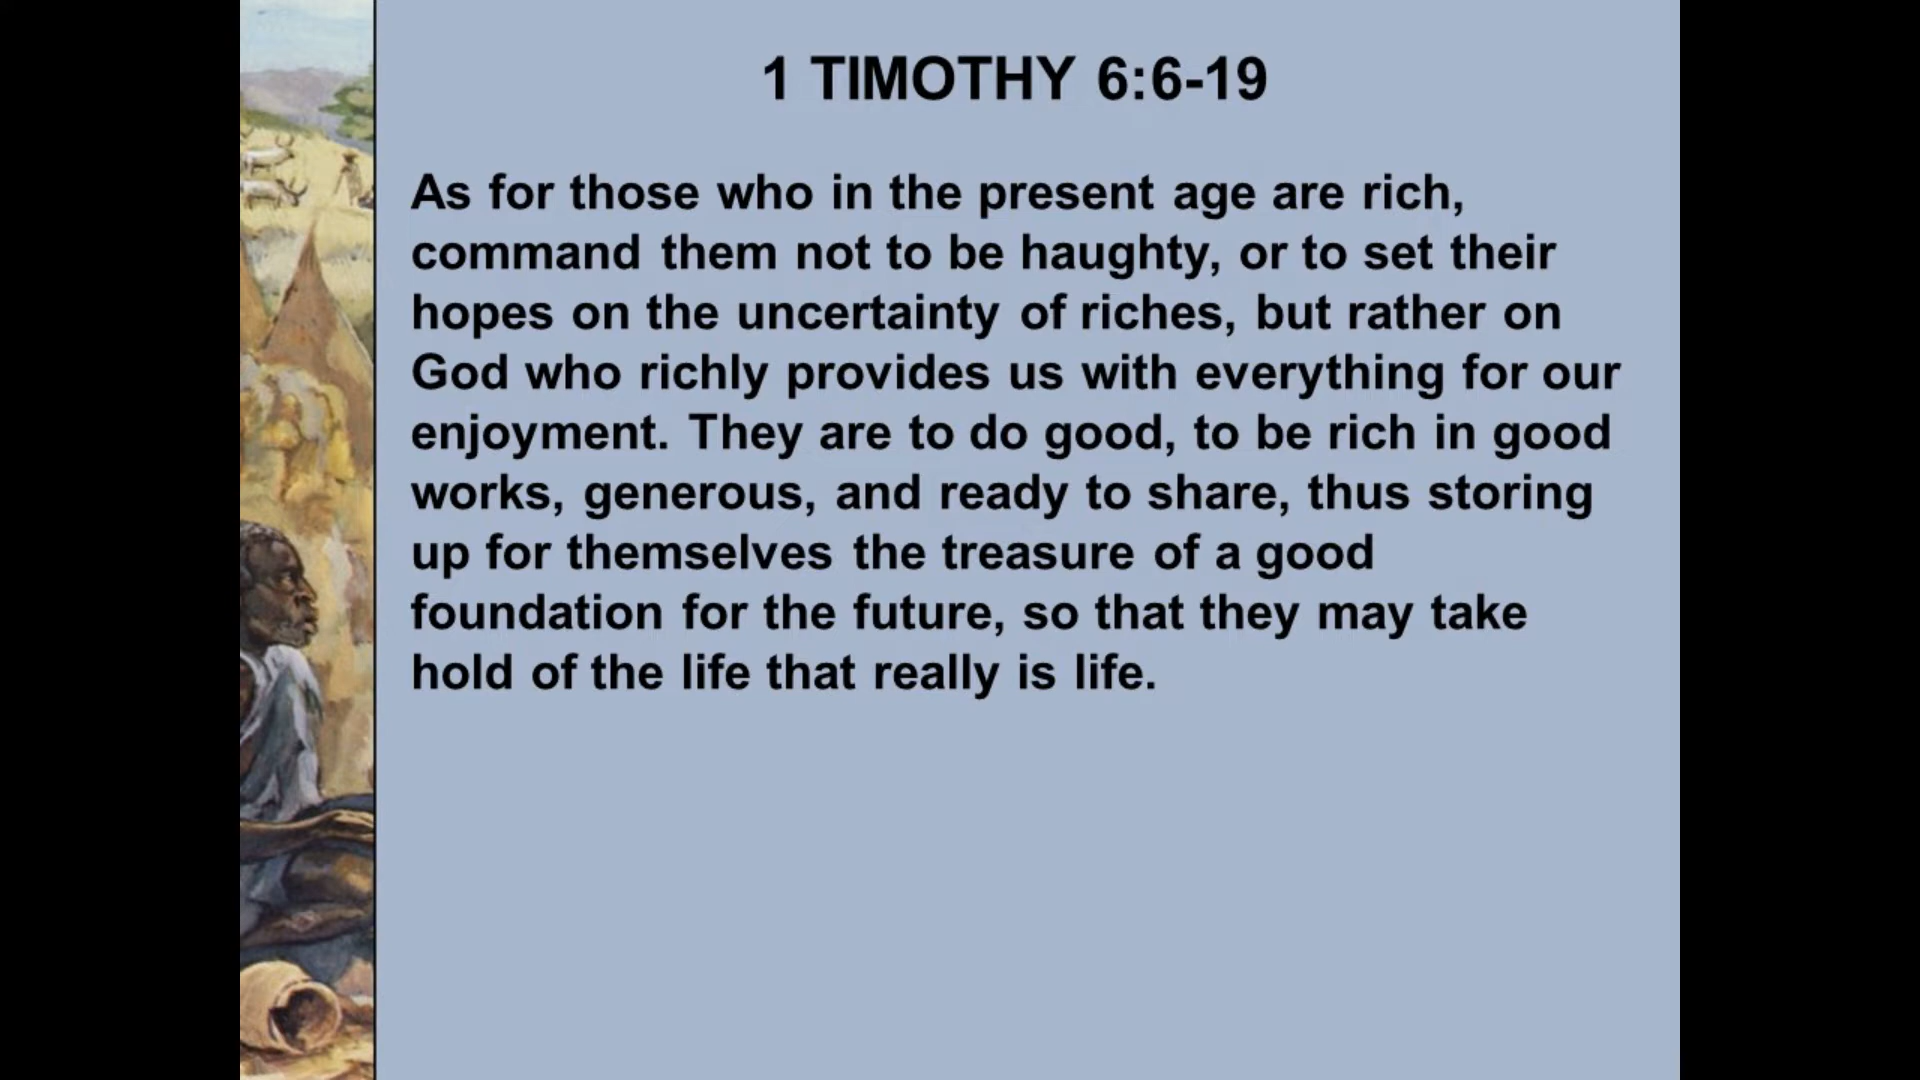 1 TIMOTHY 6:6-19
As for those who in the present age are rich,
command them not to be haughty, or to set their
hopes on the uncertainty of riches, but rather on
God who richly provides us with everything for our
enjoyment. They are to do good, to be rich in good
works, generous, and ready to share, thus storing
up for themselves the treasure of a good
foundation for the future, so that they may take
hold of the life that really is life.